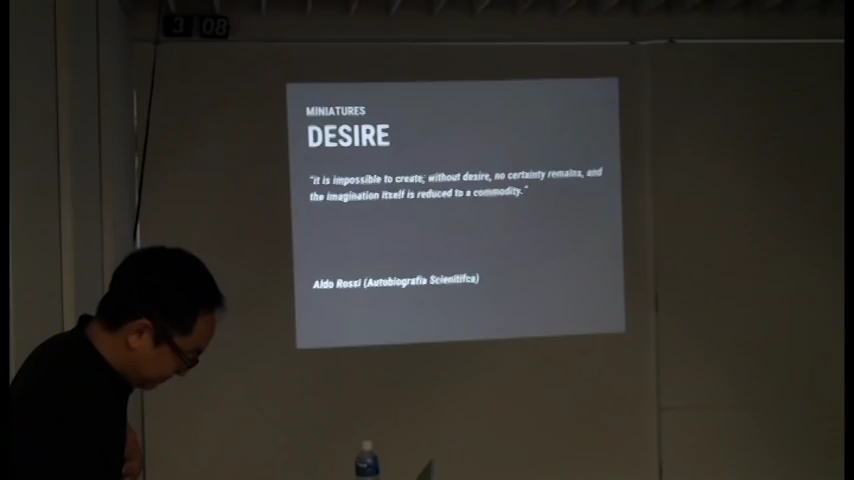 3 08
MINIATURES
DESIRE
"it is impossible to create; without desire, no certainty remains, and
the imagination itself is reduced to a commodity."
Aldo Rossi (Autobiografia Scienitifca)